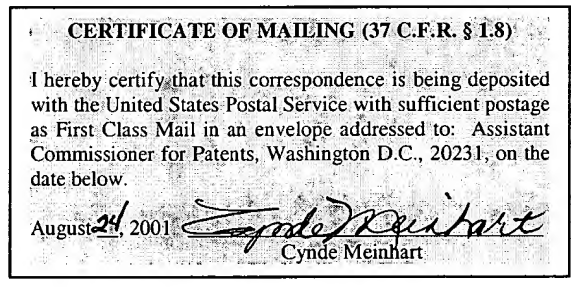 CERTIFICATE OF MAILING (37 C.F.R. § 1.8)
I hereby certify that this correspondence is being deposited
with the United States Postal Service with sufficient postage
as First Class Mail in an envelope addressed to: Assistant
Commissioner for Patents, Washington D.C., 20231, on the
date below.
August 24, 2001 Cynde Meinhart
Cynde Meinhart